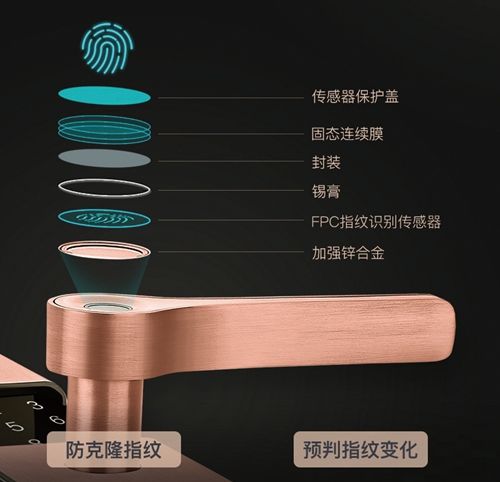 传感器保护盖
固态连续膜
封装
锡膏
FPC指纹识别传感器
加强锌合金
防克隆指纹
预判指纹变化